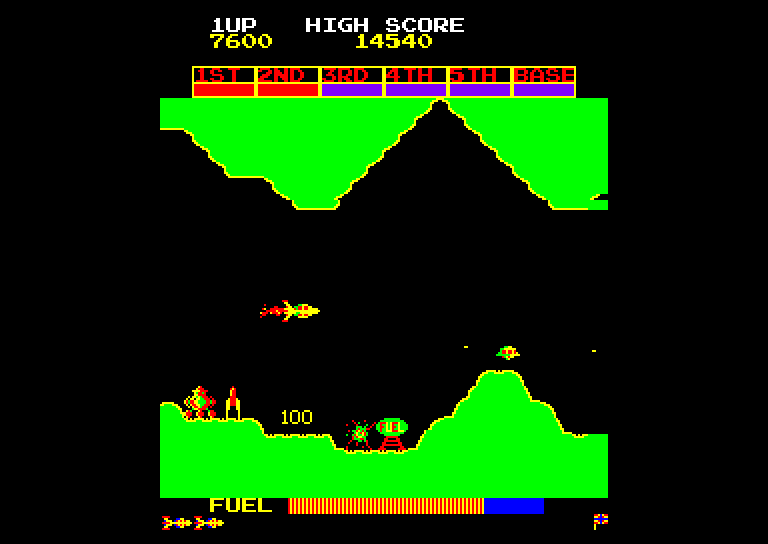 1UP HIGH SCORE
7600 14540
1ST 2ND 3RD 4TH 5TH BASE
100
FUEL
FUEL